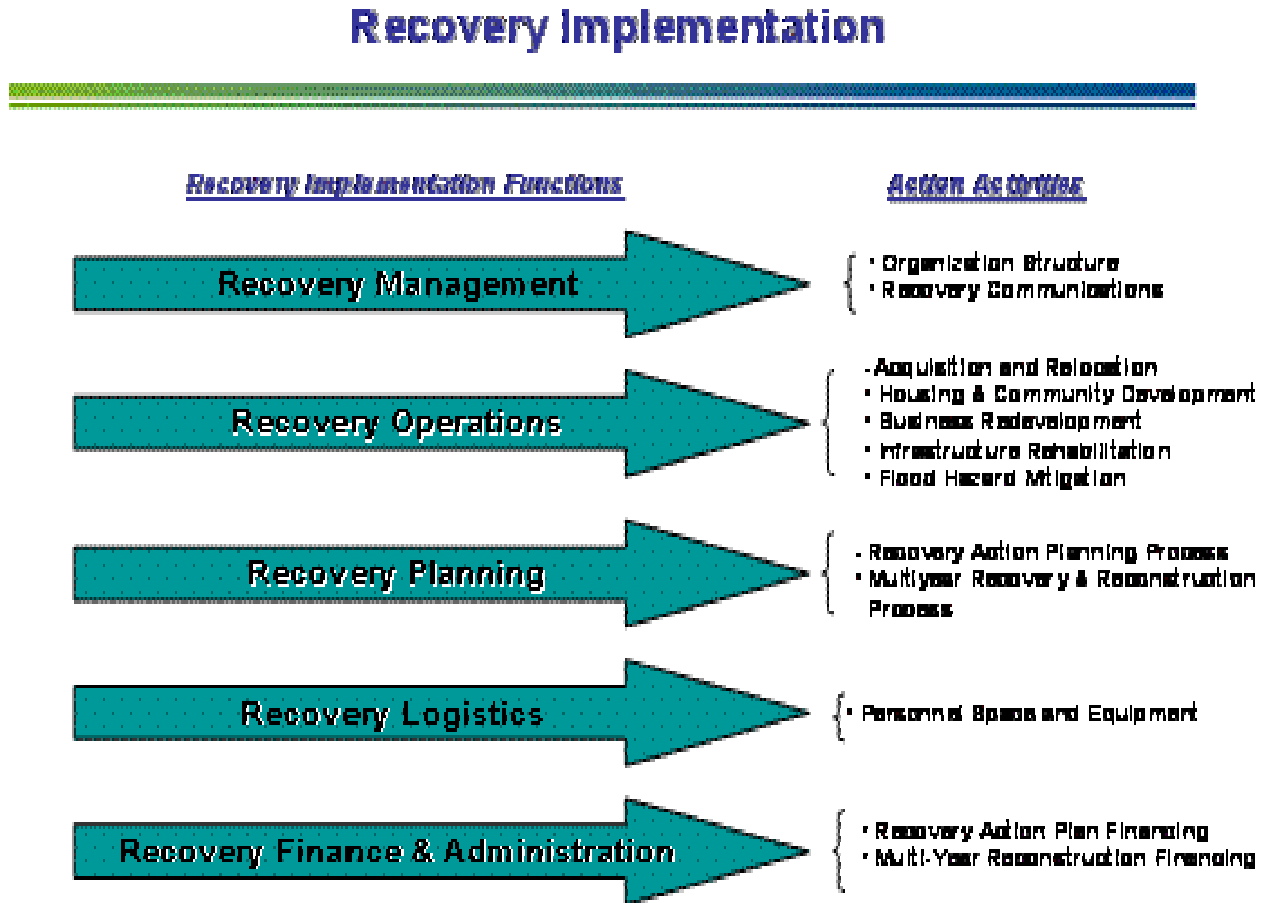 Recovery Implementation
Recovery Implementation Functions
Action Activities
Recovery Management
• Organization Structure
• Recovery Communications
Recovery Operations
- Acquisition and Relocation
• Housing & Community Development
• Business Redevelopment
• Infrastructure Rehabilitation
• Flood Hazard Mitigation
Recovery Planning
- Recovery Action Planning Process
• Multiyear Recovery & Reconstruction
Process
Recovery Logistics
• Personnel Space and Equipment
Recovery Finance & Administration
• Recovery Action Plan Financing
• Multi-Year Reconstruction Financing